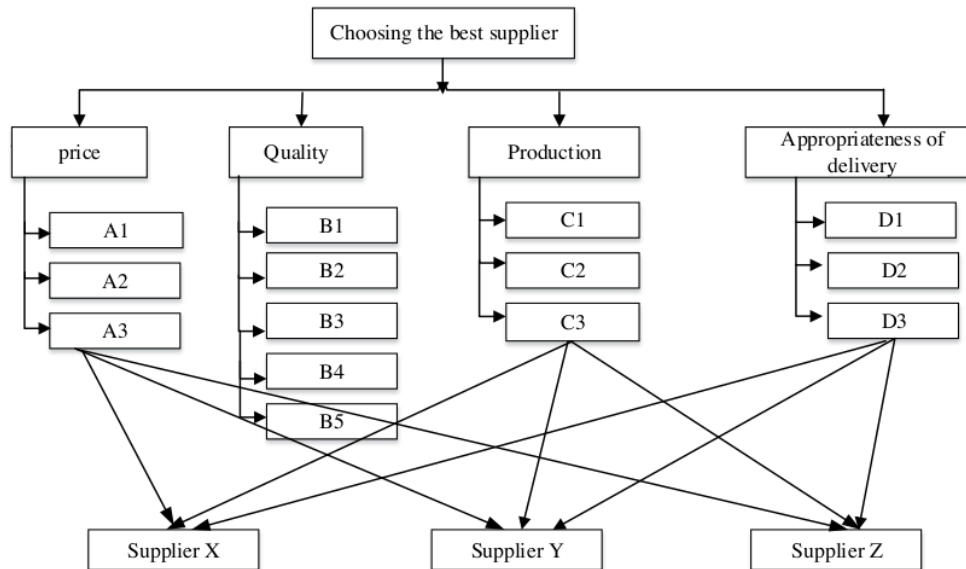 Choosing the best supplier
price
Quality
Production
Appropriateness of
delivery
A1
A2
A3
B1
B2
B3
B4
B5
C1
C2
C3
D1
D2
D3
Supplier X
Supplier Y
Supplier Z